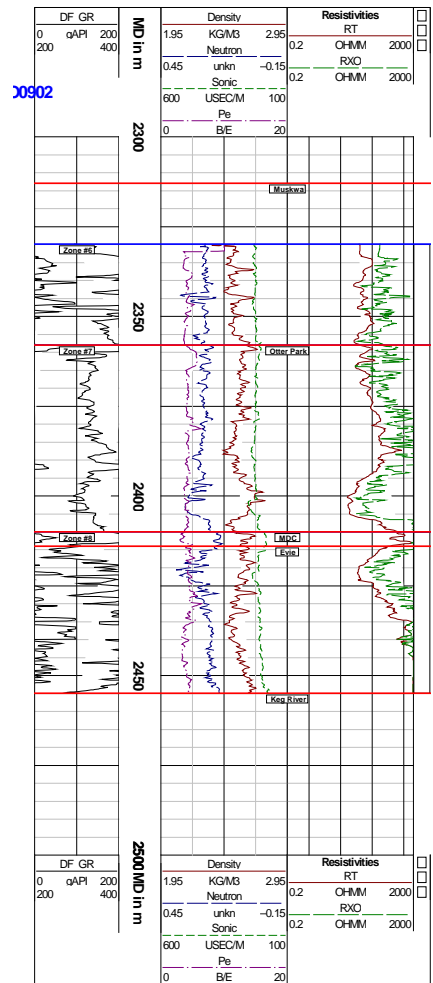 DF GR
0 gAPI 200
200 400
MD in m
Density
1.95 KG/M3 2.95
Neutron
0.45 unkn -0.15
Sonic
600 USEC/M 100
Pe
0 B/E 20
Resistivities
RT
0.2 OHMM 2000
RXO
0.2 OHMM 2000
00902
2300
Muskwa
Zone #6
2350
Zone #7
Otter Park
2400
Zone #8
MDC
Evie
2450
Keg River
2500
DF GR
0 gAPI 200
200 400
MD in m
Density
1.95 KG/M3 2.95
Neutron
0.45 unkn -0.15
Sonic
600 USEC/M 100
Pe
0 B/E 20
Resistivities
RT
0.2 OHMM 2000
RXO
0.2 OHMM 2000